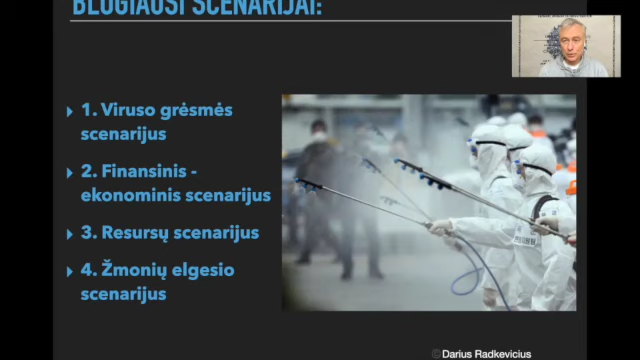 BLOGIAUSI SCENARIJAI:
1. Viruso grėsmės
scenarijus
2. Finansinis -
ekonominis scenarijus
3. Resursų scenarijus
4. Žmonių elgesio
scenarijus
©Darius Radkevicius